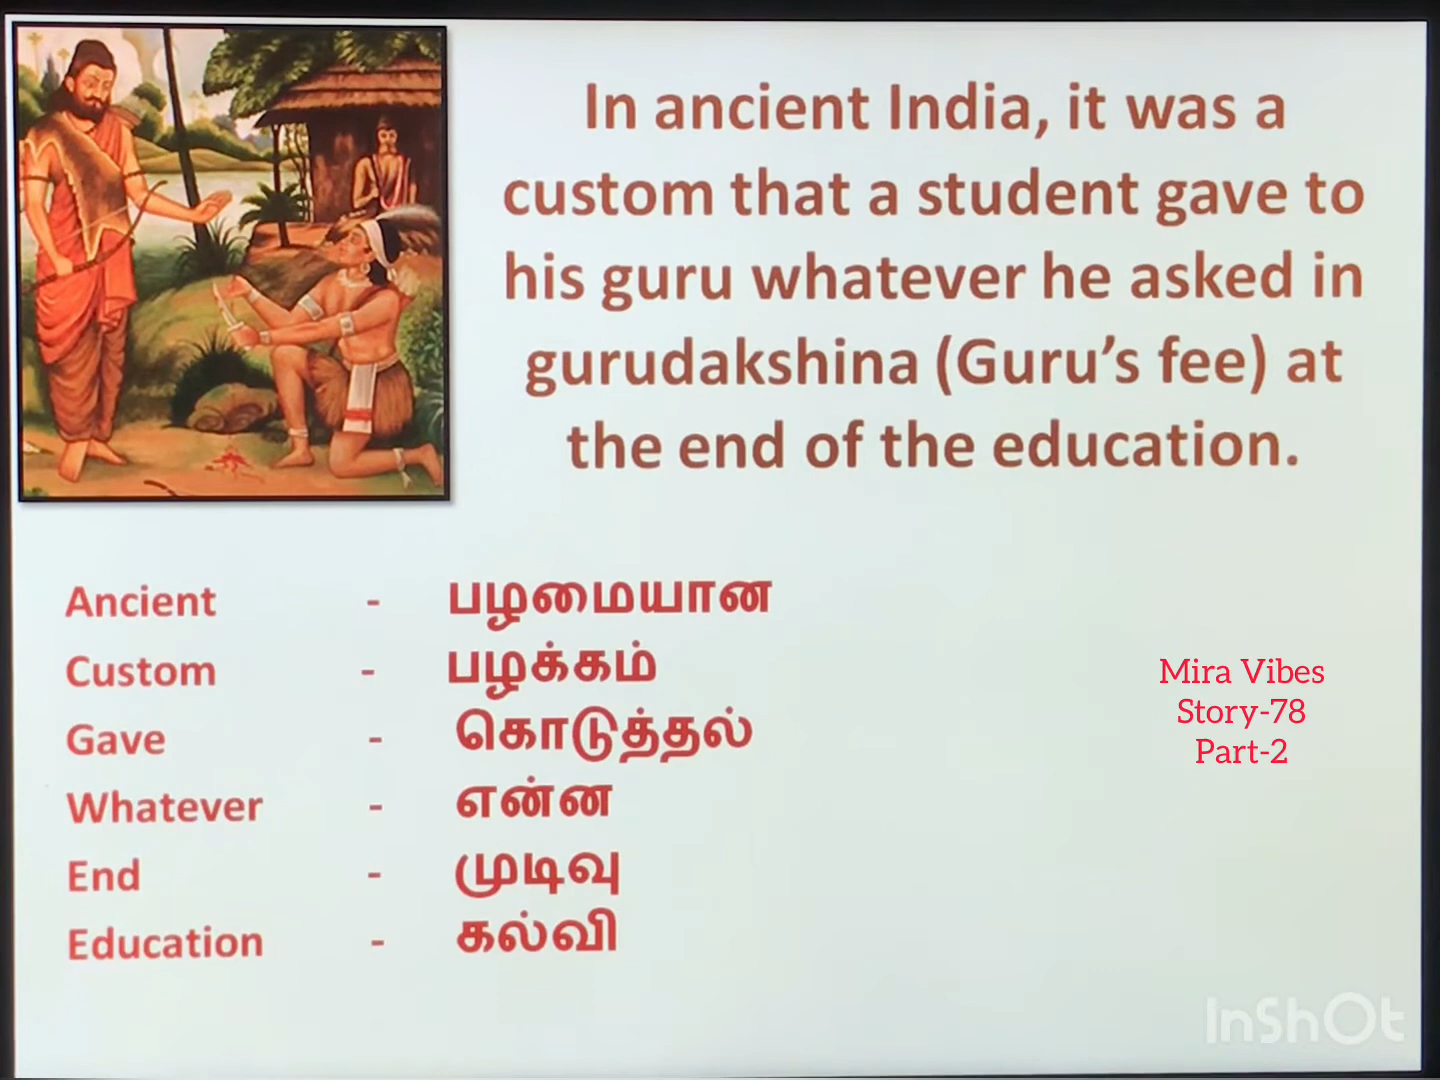 In ancient India, it was a
custom that a student gave to
his guru whatever he asked in
gurudakshina (Guru’s fee) at
the end of the education.
Ancient - பழமையான
Custom - பழக்கம்
Gave - கொடுத்தல்
Whatever - என்ன
End - முடிவு
Education - கல்வி
Mira Vibes
Story-78
Part-2
InShOt